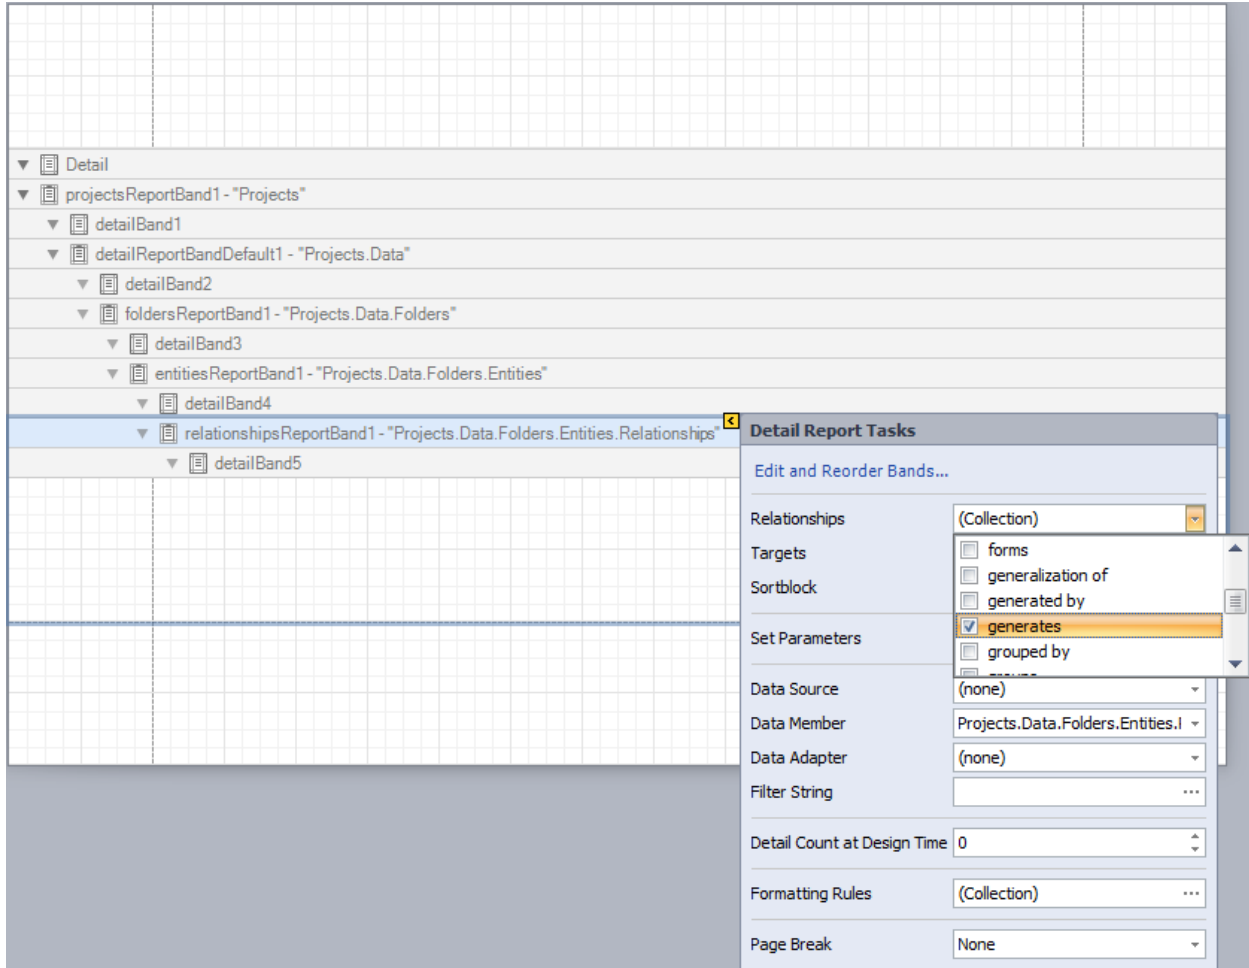 Detail
projectsReportBand1 - "Projects"
detailBand1
detailReportBandDefault1 - "Projects.Data"
detailBand2
foldersReportBand1 - "Projects.Data.Folders"
detailBand3
entitiesReportBand1 - "Projects.Data.Folders.Entities"
detailBand4
relationshipsReportBand1 - "Projects.Data.Folders.Entities.Relationships"
detailBand5
Detail Report Tasks
Edit and Reorder Bands...
Relationships (Collection)
forms
Targets
generalization of
Sortblock
generated by
generates
Set Parameters
grouped by
groups
Data Source (none)
Data Member Projects.Data.Folders.Entities.
Data Adapter (none)
Filter String ...
Detail Count at Design Time 0
Formatting Rules (Collection) ...
Page Break None